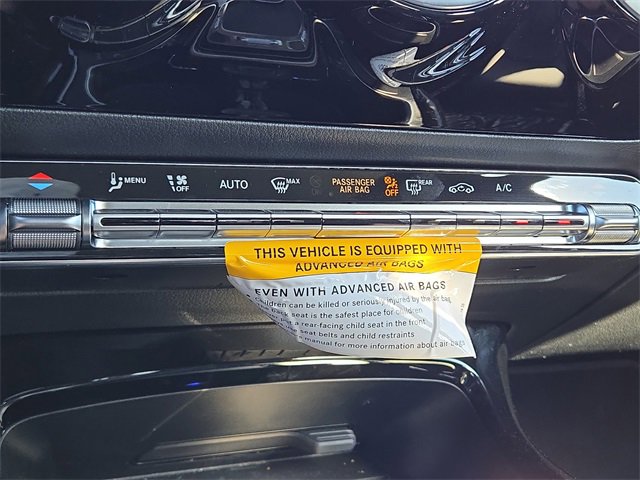 MENU
OFF
AUTO
MAX
PASSENGER
AIR BAG
OFF
REAR
A/C
THIS VEHICLE IS EQUIPPED WITH
ADVANCED AIR BAGS
EVEN WITH ADVANCED AIR BAGS
Children can be killed or seriously injured by the air bag
back seat is the safest place for children
a rear-facing child seat in the front
seat belts and child restraints
manual for more information about air bags